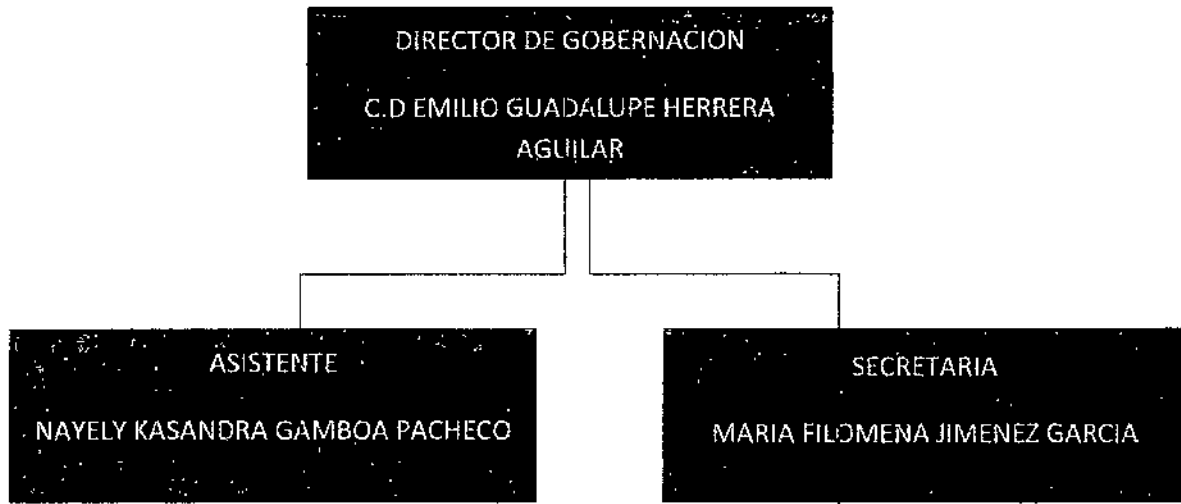 DIRECTOR DE GOBERNACION
C.D EMILIO GUADALUPE HERRERA
AGUILAR
ASISTENTE
NAYELY KASANDRA GAMBOA PACHECO
SECRETARIA
MARIA FILOMENA JIMENEZ GARCIA